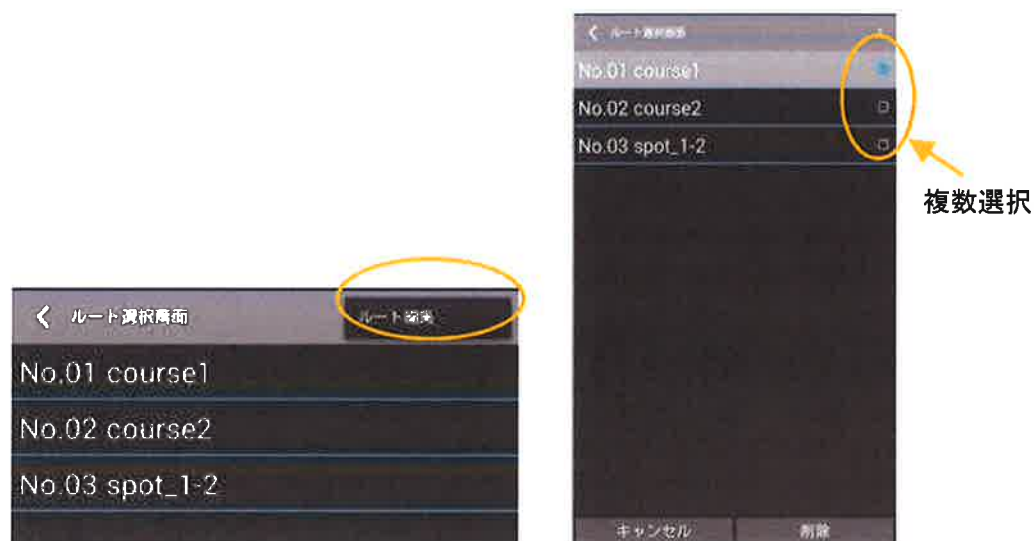 ルート選択画面
ルート編集
No.01 course1
No.02 course2
No.03 spot_1-2
ルート選択画面
No.01 course1
No.02 course2
No.03 spot_1-2
キャンセル
削除
複数選択